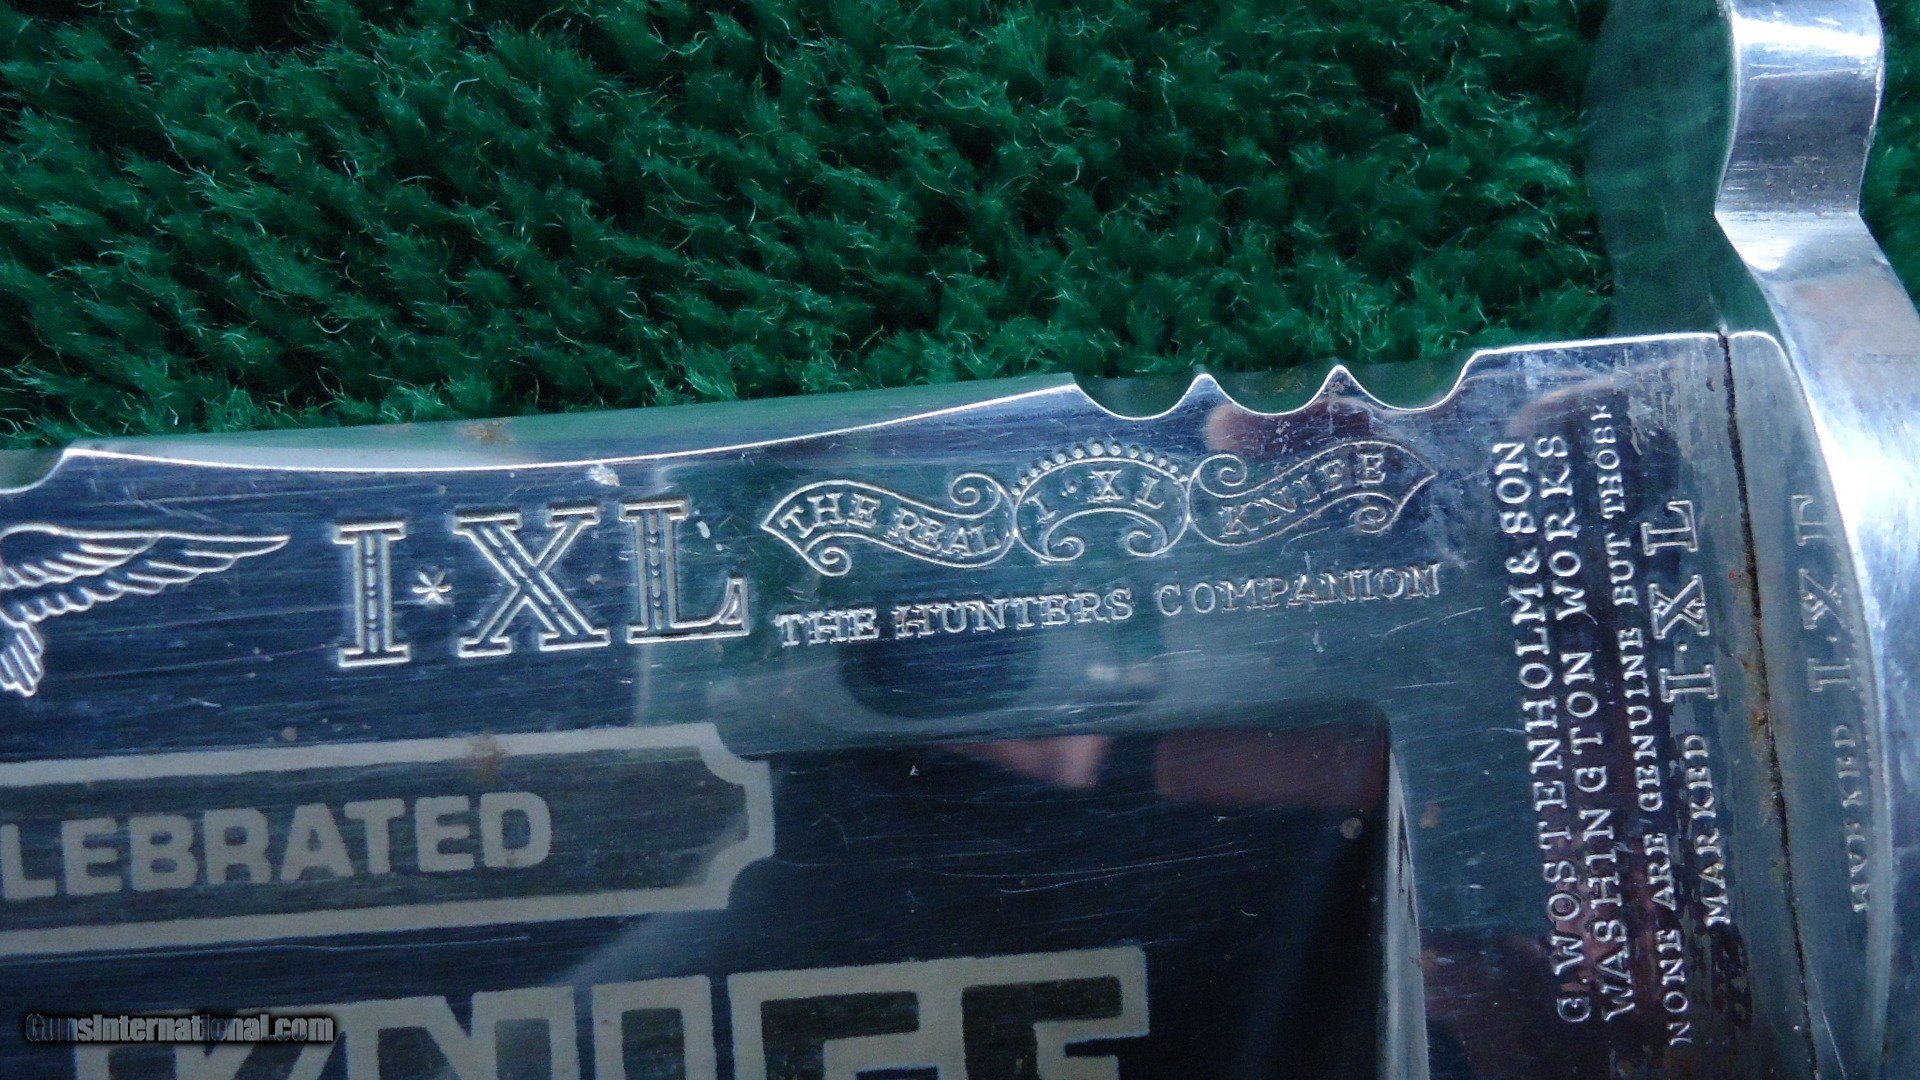 I*XL
THE REAL I·XL KNIFE
THE HUNTERS COMPANION
G.WOSTENHOLM & SON
WASHINGTON WORKS
NONE ARE GENUINE BUT THOSE
MARKED I·XL
LEBRATED
KNIFE
GunsInternational.com